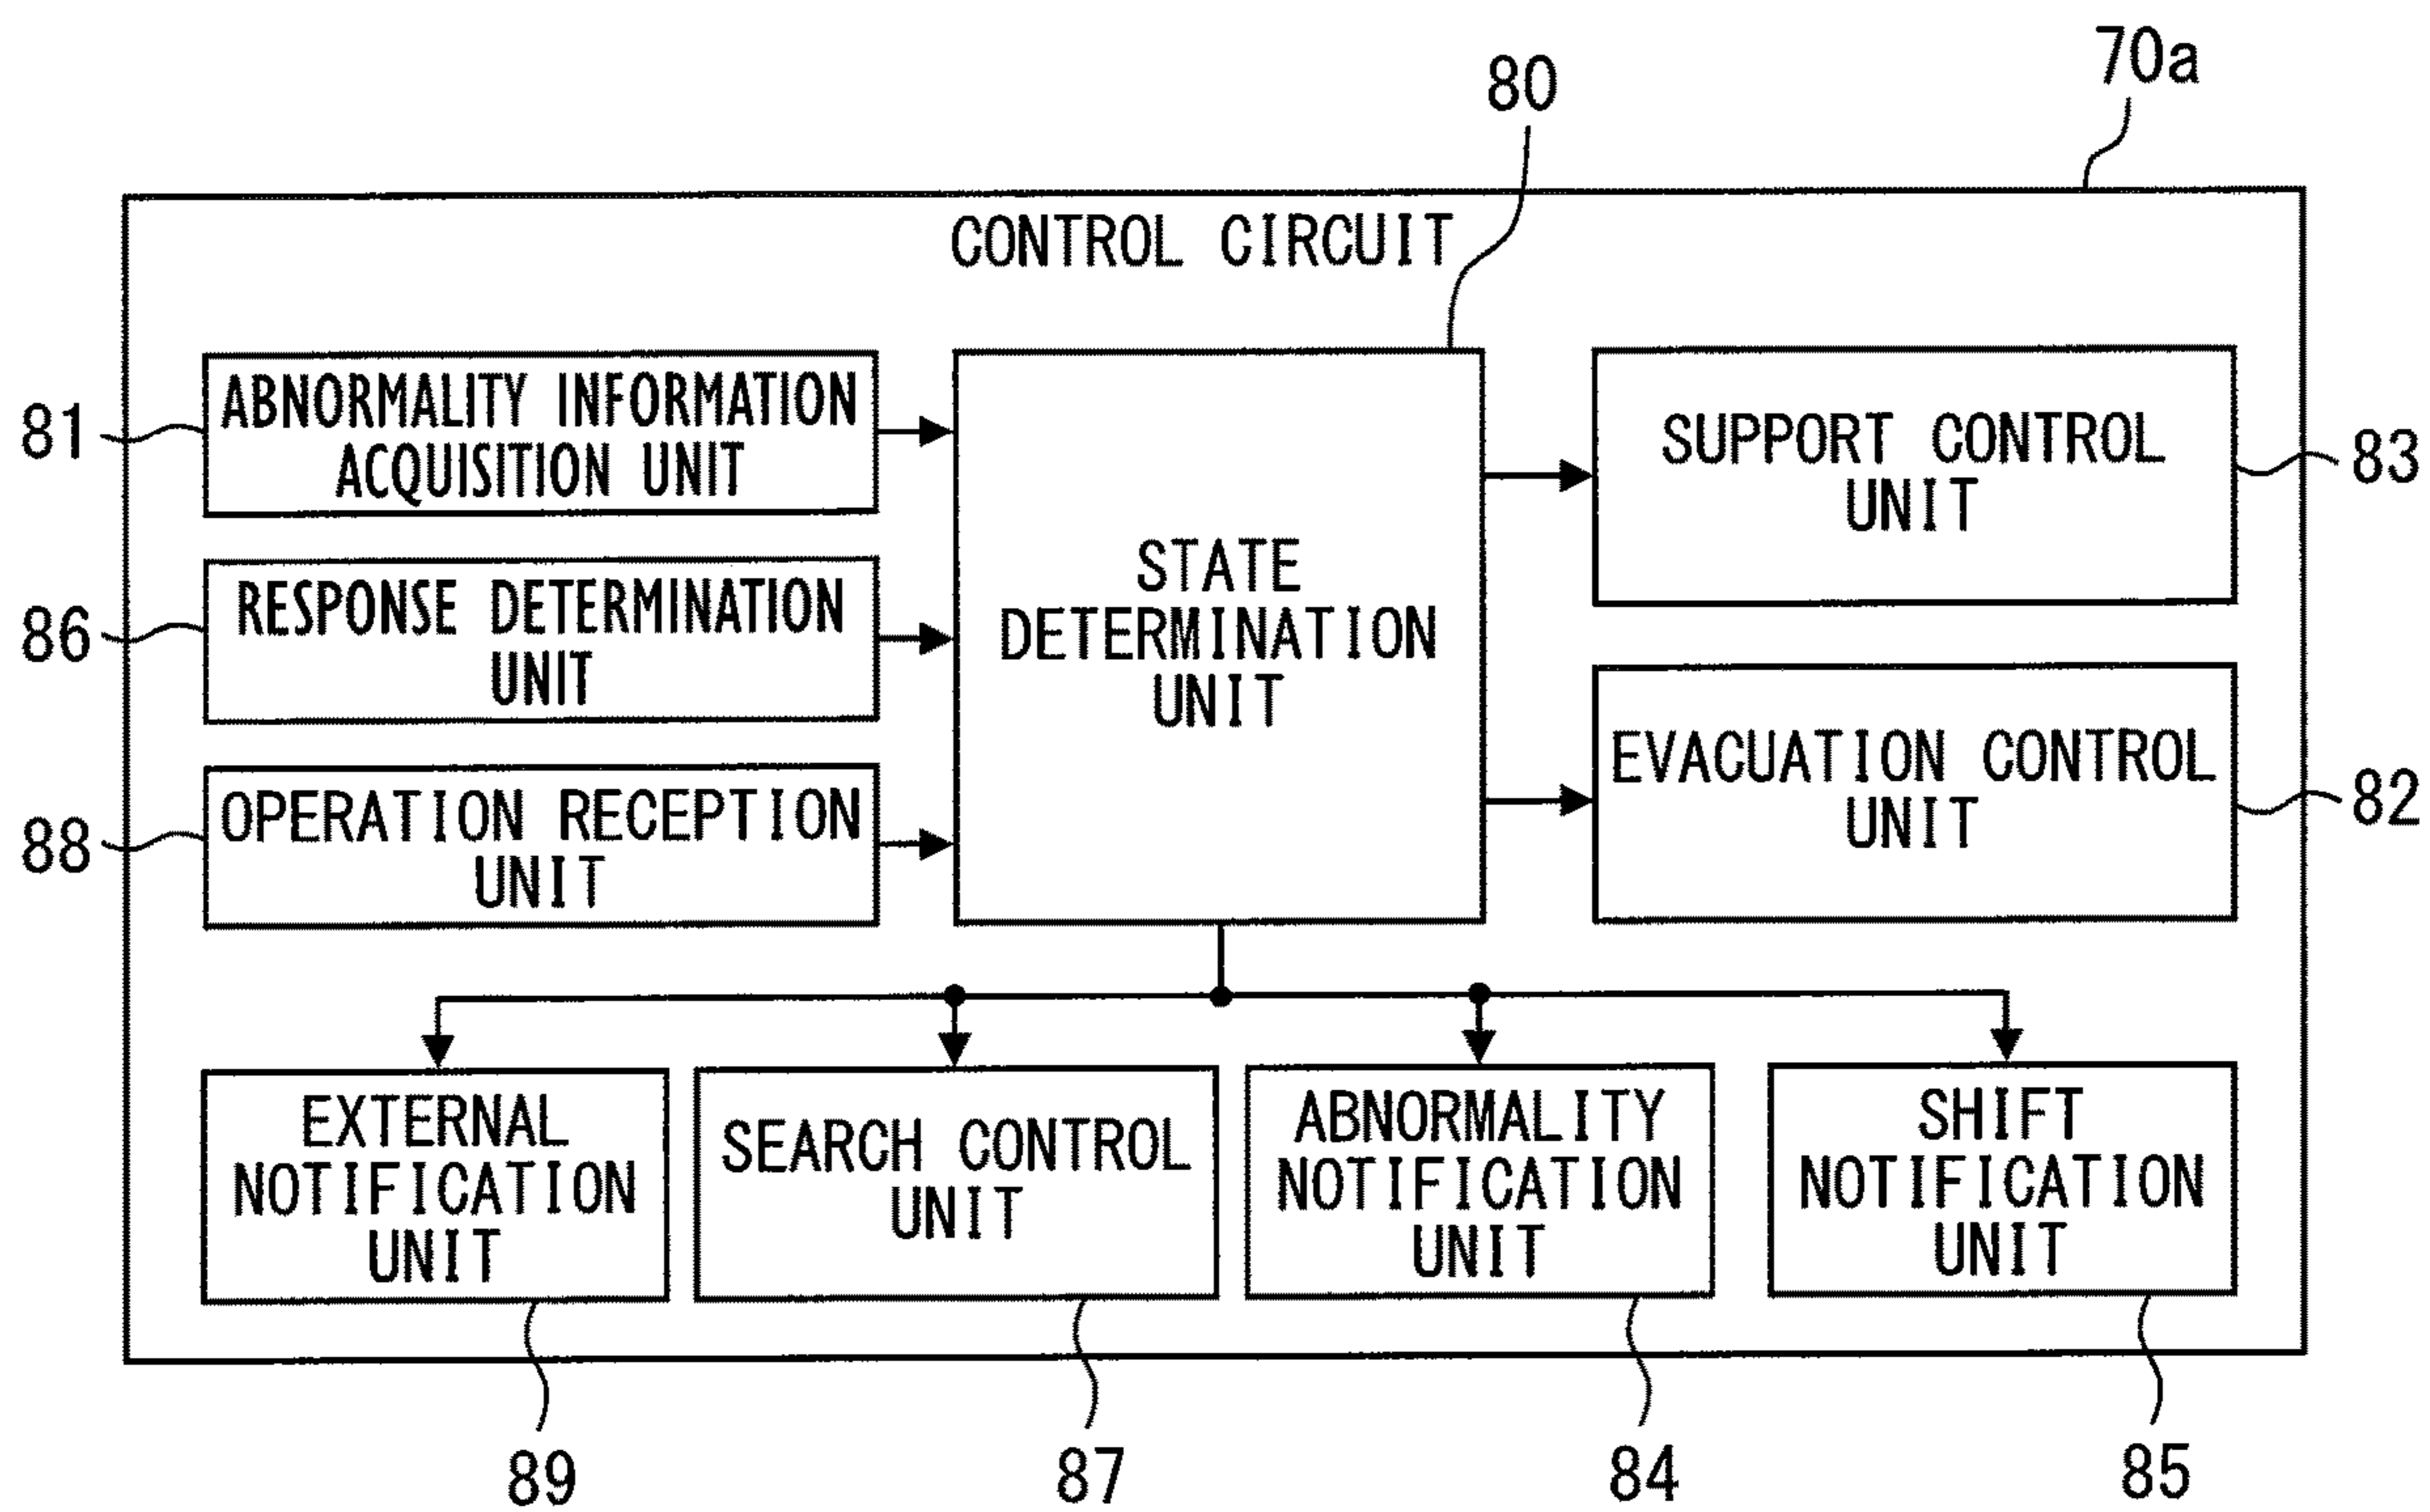 70a
80
CONTROL CIRCUIT
81
ABNORMALITY INFORMATION
ACQUISITION UNIT
86
RESPONSE DETERMINATION
UNIT
88
OPERATION RECEPTION
UNIT
STATE
DETERMINATION
UNIT
SUPPORT CONTROL
UNIT
83
EVACUATION CONTROL
UNIT
82
EXTERNAL
NOTIFICATION
UNIT
SEARCH CONTROL
UNIT
ABNORMALITY
NOTIFICATION
UNIT
SHIFT
NOTIFICATION
UNIT
89
87
84
85